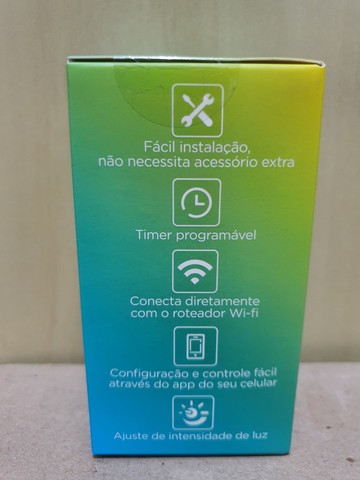 Fácil instalação,
não necessita acessório extra
Timer programável
Conecta diretamente
com o roteador Wi-fi
Configuração e controle fácil
através do app do seu celular
Ajuste de intensidade de luz